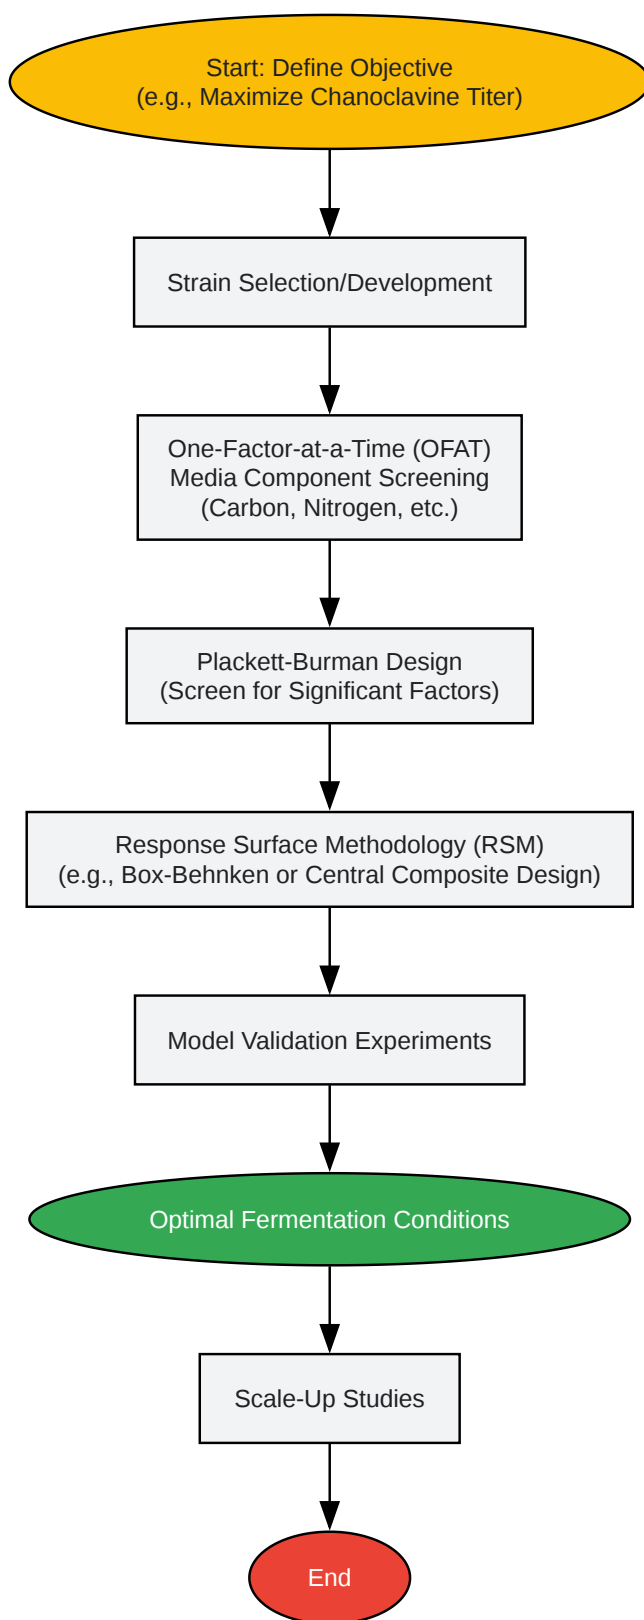 Start: Define Objective
(e.g., Maximize Chanoclavine Titer)
Strain Selection/Development
One-Factor-at-a-Time (OFAT)
Media Component Screening
(Carbon, Nitrogen, etc.)
Plackett-Burman Design
(Screen for Significant Factors)
Response Surface Methodology (RSM)
(e.g., Box-Behnken or Central Composite Design)
Model Validation Experiments
Optimal Fermentation Conditions
Scale-Up Studies
End